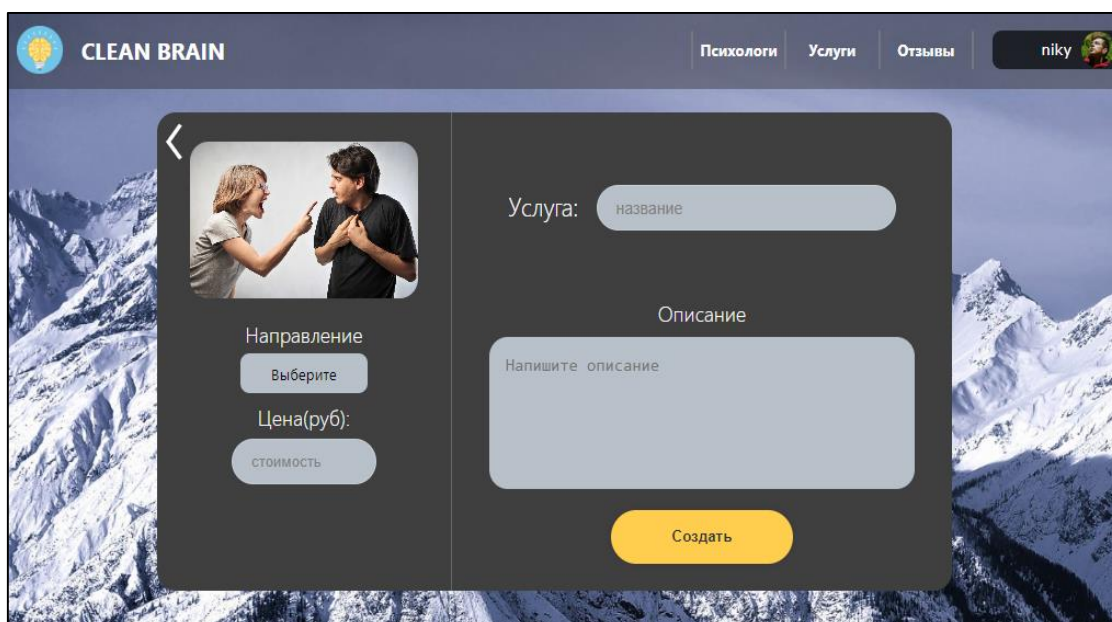 CLEAN BRAIN
Психологи
Услуги
Отзывы
niky
Услуга:
название
Описание
Напишите описание
Направление
Выберите
Цена(руб):
стоимость
Создать